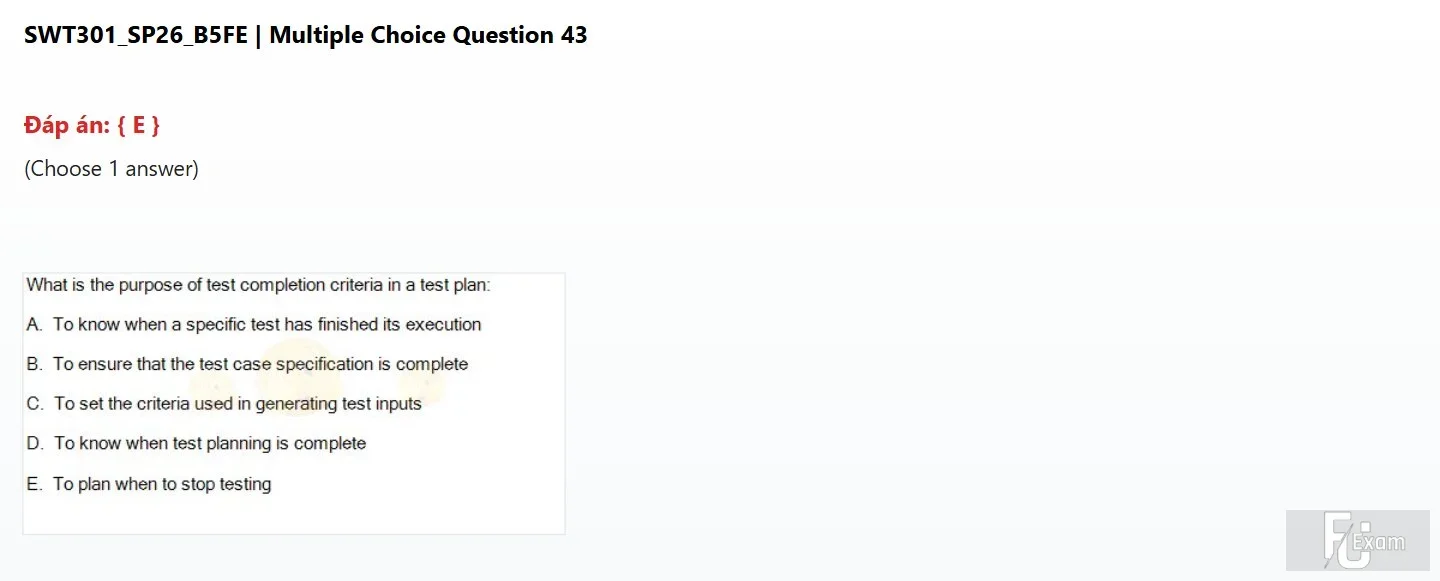 SWT301_SP26_B5FE | Multiple Choice Question 43
Đáp án: { E }
(Choose 1 answer)
What is the purpose of test completion criteria in a test plan:
A. To know when a specific test has finished its execution
B. To ensure that the test case specification is complete
C. To set the criteria used in generating test inputs
D. To know when test planning is complete
E. To plan when to stop testing
FU Exam